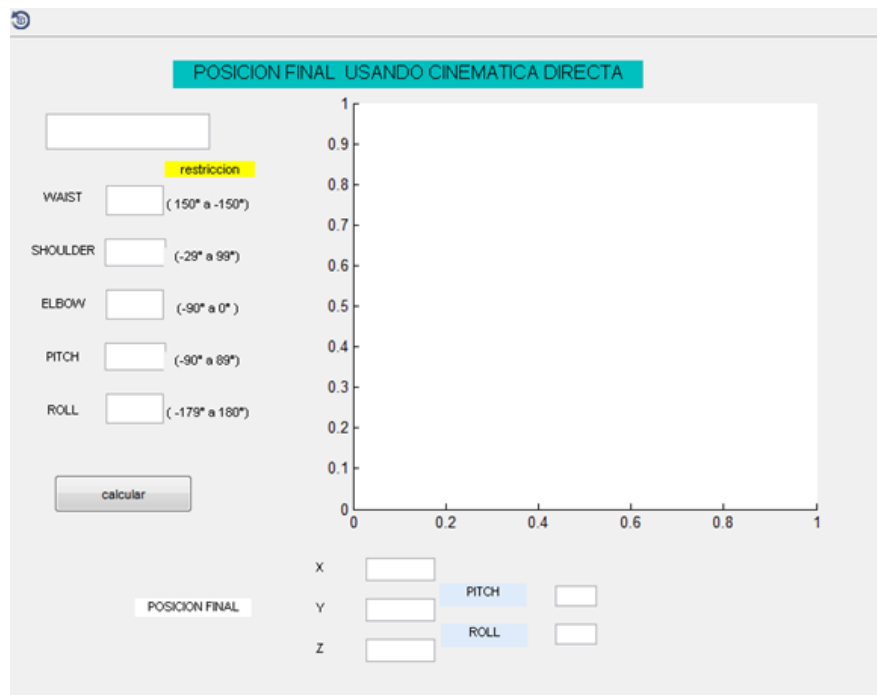 POSICION FINAL USANDO CINEMATICA DIRECTA
restriccion
WAIST ( 150° a -150°)
SHOULDER (-29° a 99°)
ELBOW (-90° a 0° )
PITCH (-90° a 89°)
ROLL ( -179° a 180°)
calcular
1
0.9
0.8
0.7
0.6
0.5
0.4
0.3
0.2
0.1
0
0 0.2 0.4 0.6 0.8 1
POSICION FINAL
X
Y
Z
PITCH
ROLL